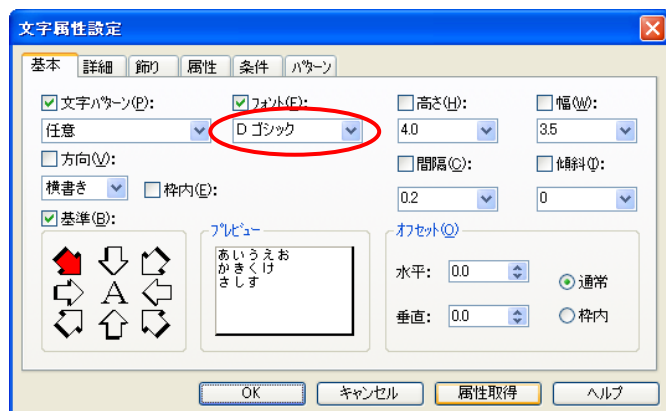 文字属性設定
基本 詳細 飾り 属性 条件 パターン
文字パターン(P): フォント(F): 高さ(H): 幅(W):
任意 D ゴシック 4.0 3.5
方向(V): 間隔(C): 傾斜(I):
横書き 枠内(E): 0.2 0
基準(B):
A
プレビュー
あいうえお
かきくけ
さしす
オフセット(O)
水平: 0.0 通常
垂直: 0.0 枠内
OK キャンセル 属性取得 ヘルプ